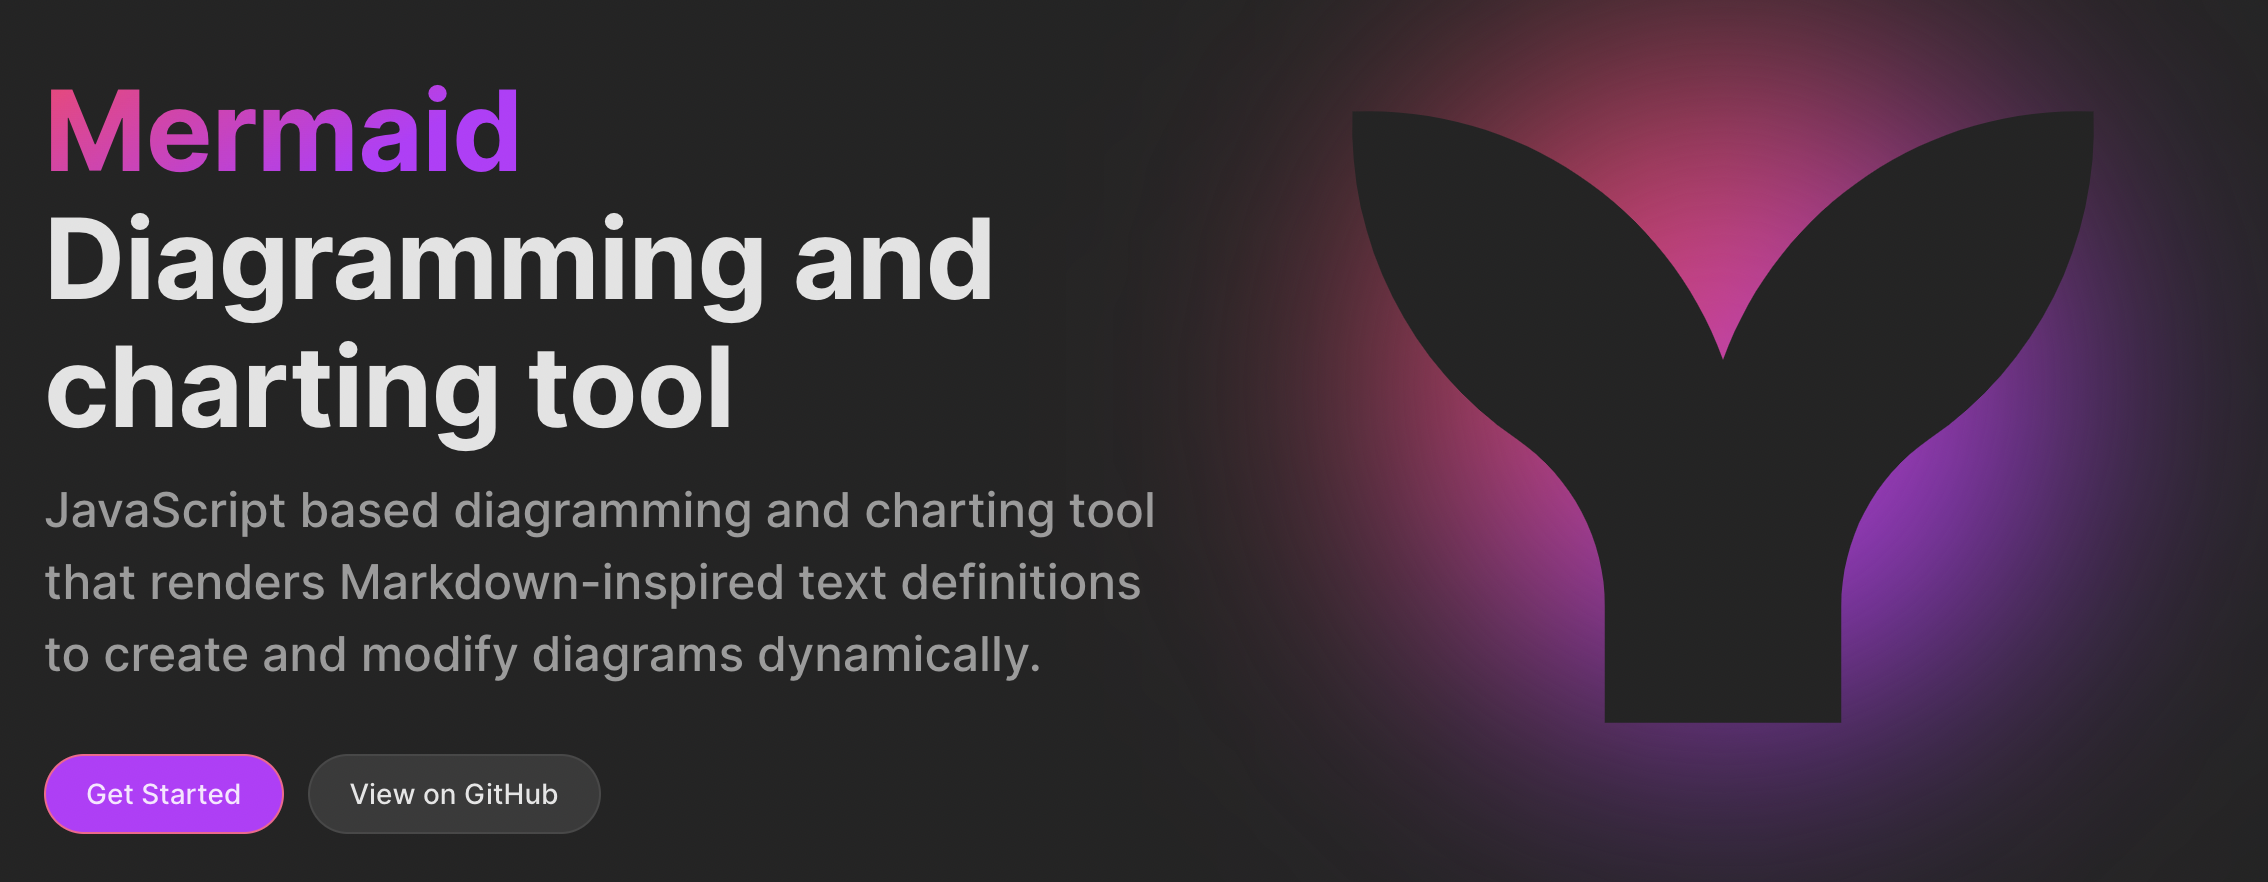 Mermaid
Diagramming and
charting tool
JavaScript based diagramming and charting tool
that renders Markdown-inspired text definitions
to create and modify diagrams dynamically.
Get Started
View on GitHub